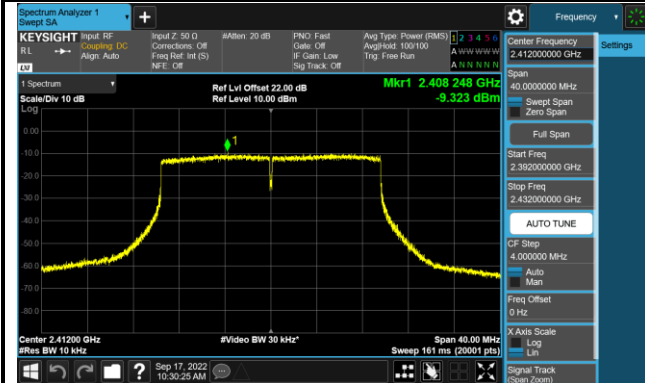 Spectrum Analyzer 1
Swept SA
+
Frequency
KEYSIGHT
RL
LXI
Input: RF
Coupling: DC
Align: Auto
Input Z: 50 Ω
Corrections: Off
Freq Ref: Int (S)
NFE: Off
#Atten: 20 dB
PNO: Fast
Gate: Off
IF Gain: Low
Sig Track: Off
Avg Type: Power (RMS)
Avg|Hold: 100/100
Trig: Free Run
1 2 3 4 5 6
A W W W W W
A N N N N N
1 Spectrum
Scale/Div 10 dB
Log
Ref Lvl Offset 22.00 dB
Ref Level 10.00 dBm
Mkr1 2.408 248 GHz
-9.323 dBm
1
0.00
-10.0
-20.0
-30.0
-40.0
-50.0
-60.0
-70.0
-80.0
Center 2.41200 GHz
#Res BW 10 kHz
#Video BW 30 kHz*
Span 40.00 MHz
Sweep 161 ms (20001 pts)
Sep 17, 2022
10:30:25 AM
?
Center Frequency
2.412000000 GHz
Span
40.0000000 MHz
Swept Span
Zero Span
Full Span
Start Freq
2.392000000 GHz
Stop Freq
2.432000000 GHz
AUTO TUNE
CF Step
4.000000 MHz
Auto
Man
Freq Offset
0 Hz
X Axis Scale
Log
Lin
Signal Track
(Span Zoom)
Settings